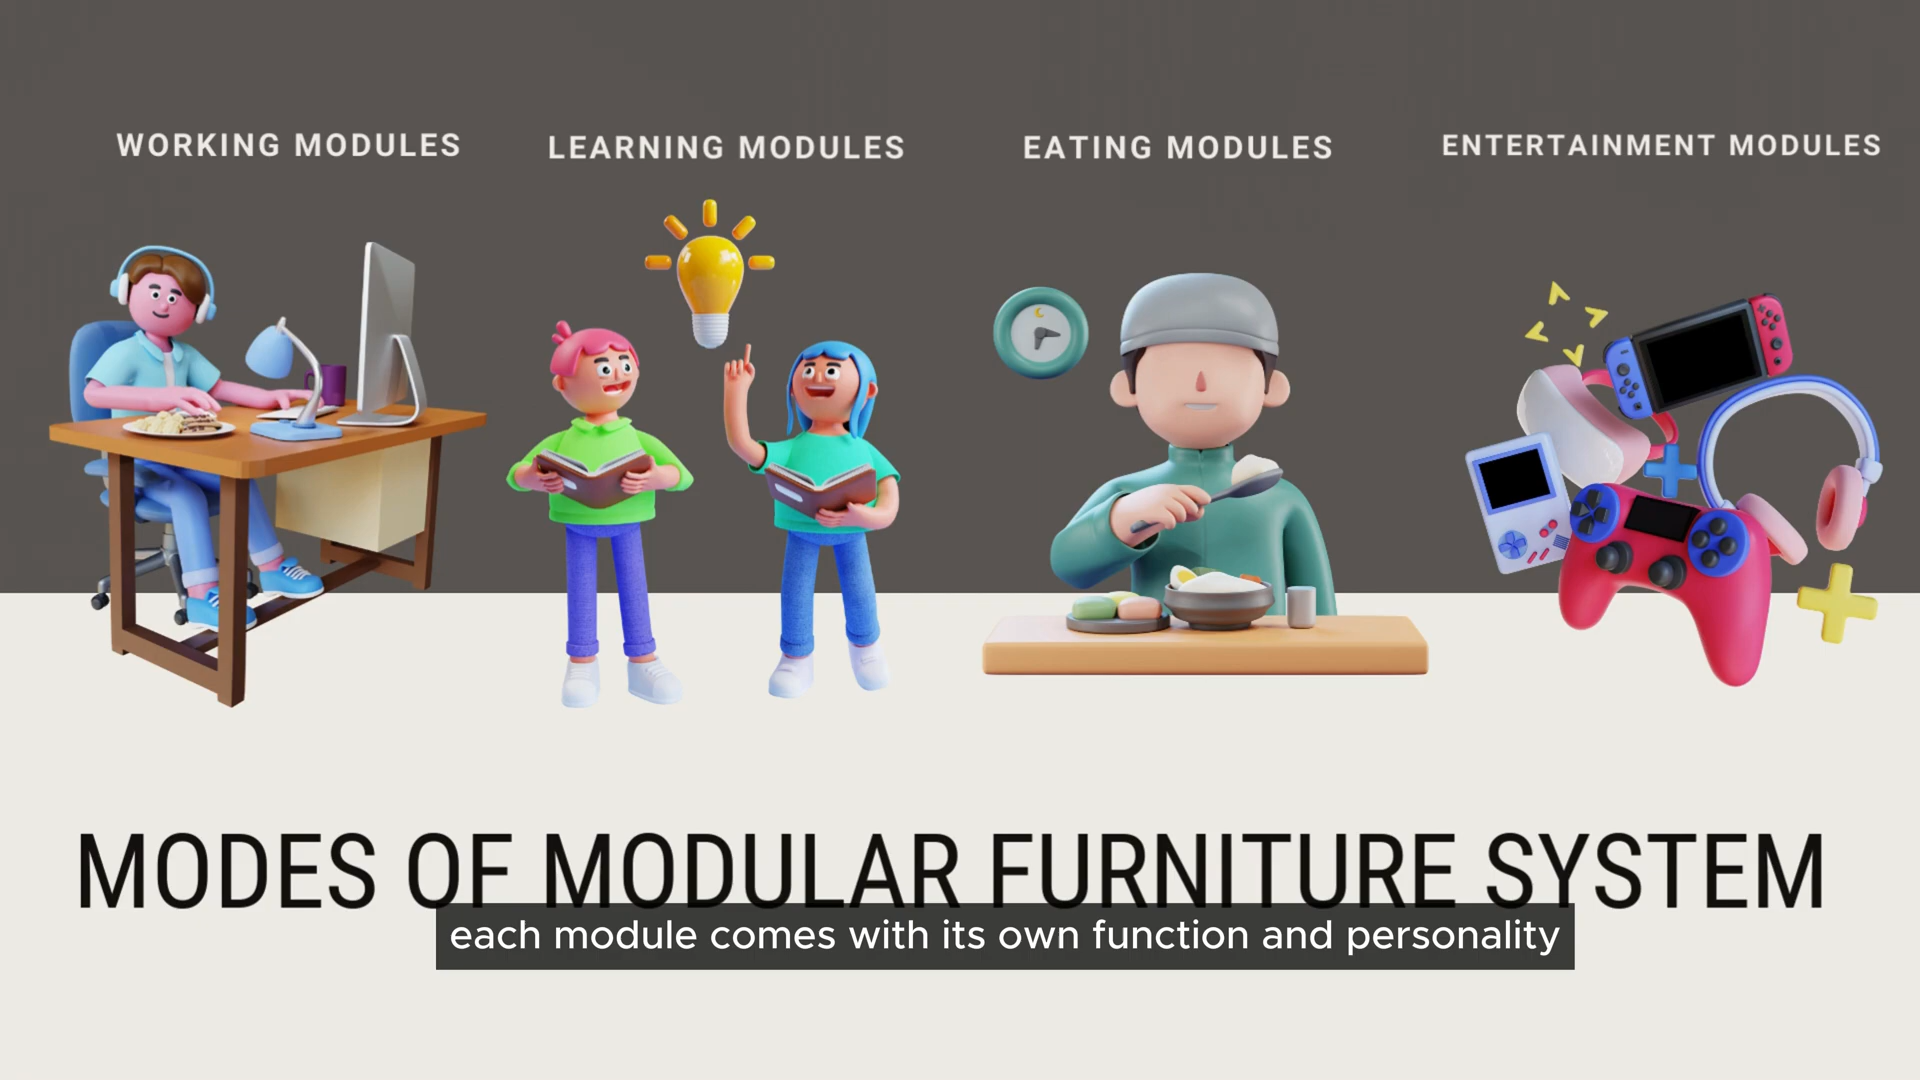 WORKING MODULES
LEARNING MODULES
EATING MODULES
ENTERTAINMENT MODULES
MODES OF MODULAR FURNITURE SYSTEM
each module comes with its own function and personality